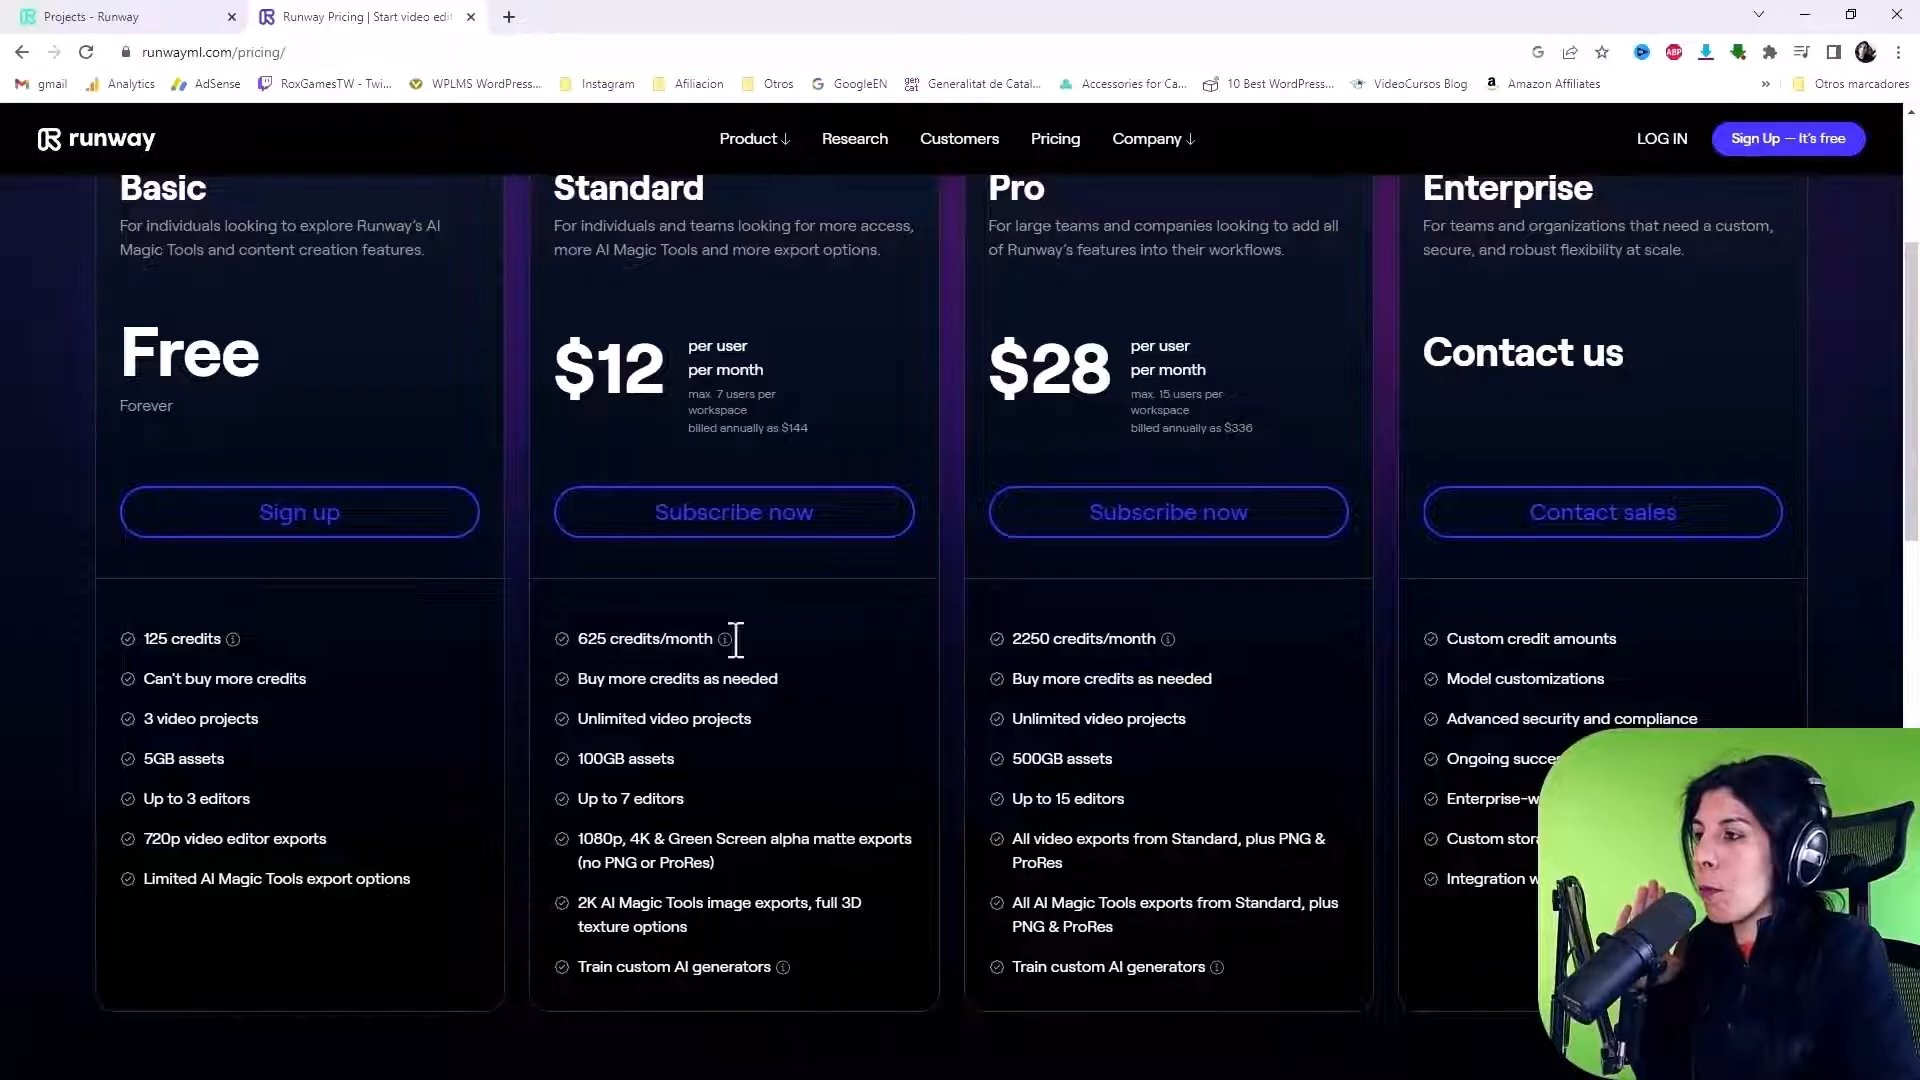 Projects - Runway
Runway Pricing | Start video edi
runwayml.com/pricing/
gmail
Analytics
AdSense
RoxGamesTW - Twi...
WPLMS WordPress...
Instagram
Afiliacion
Otros
GoogleEN
gen cat
Generalitat de Catal...
Accessories for Ca...
10 Best WordPress...
VideoCursos Blog
Amazon Affiliates
»
Otros marcadores
runway
Product ↓
Research
Customers
Pricing
Company ↓
LOG IN
Sign Up — It's free
Basic
For individuals looking to explore Runway's AI
Magic Tools and content creation features.
Free
Forever
Sign up
125 credits
Can't buy more credits
3 video projects
5GB assets
Up to 3 editors
720p video editor exports
Limited AI Magic Tools export options
Standard
For individuals and teams looking for more access,
more AI Magic Tools and more export options.
$12
per user
per month
max. 7 users per
workspace
billed annually as $144
Subscribe now
625 credits/month
Buy more credits as needed
Unlimited video projects
100GB assets
Up to 7 editors
1080p, 4K & Green Screen alpha matte exports
(no PNG or ProRes)
2K AI Magic Tools image exports, full 3D
texture options
Train custom AI generators
Pro
For large teams and companies looking to add all
of Runway's features into their workflows.
$28
per user
per month
max. 15 users per
workspace
billed annually as $336
Subscribe now
2250 credits/month
Buy more credits as needed
Unlimited video projects
500GB assets
Up to 15 editors
All video exports from Standard, plus PNG &
ProRes
All AI Magic Tools exports from Standard, plus
PNG & ProRes
Train custom AI generators
Enterprise
For teams and organizations that need a custom,
secure, and robust flexibility at scale.
Contact us
Contact sales
Custom credit amounts
Model customizations
Advanced security and compliance
Ongoing succe
Enterprise-w
Custom stora
Integration w